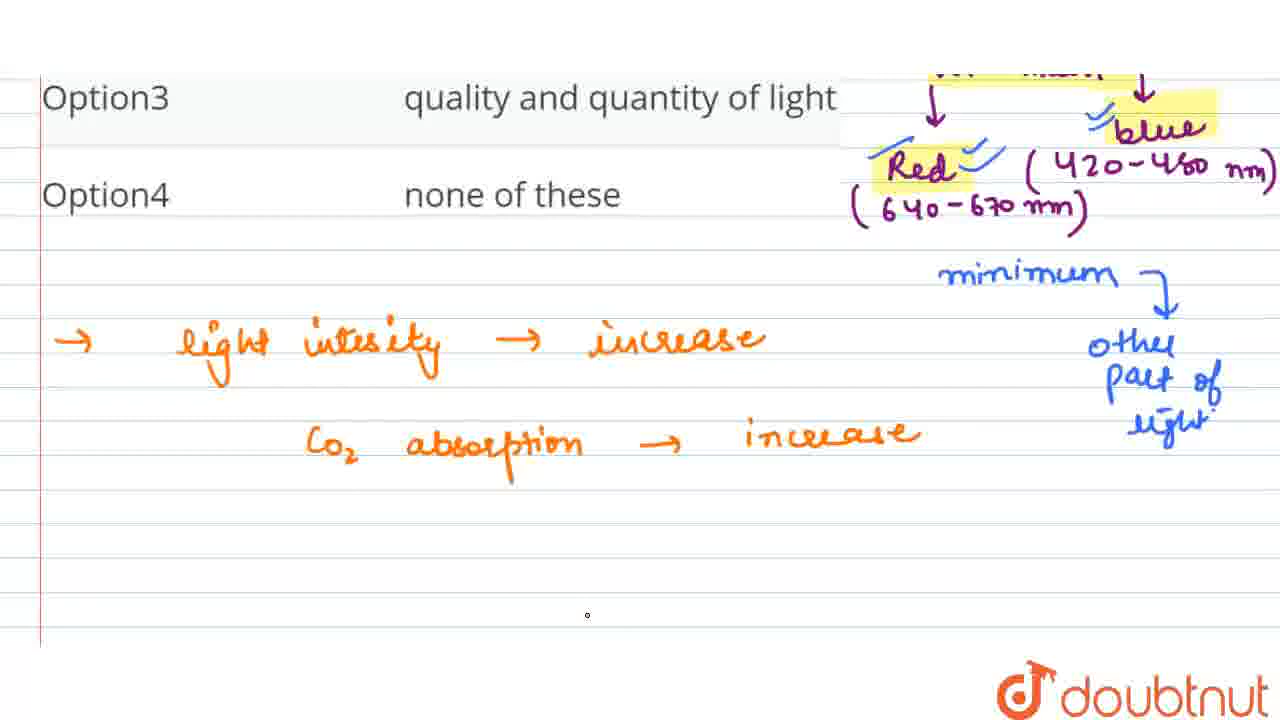 Option3 quality and quantity of light
Option4 none of these
Red
(640-670 nm)
blue
(420-480 nm)
minimum
other
part of
light
→ light intesity → increase
CO2 absorption → increase
doubtnut